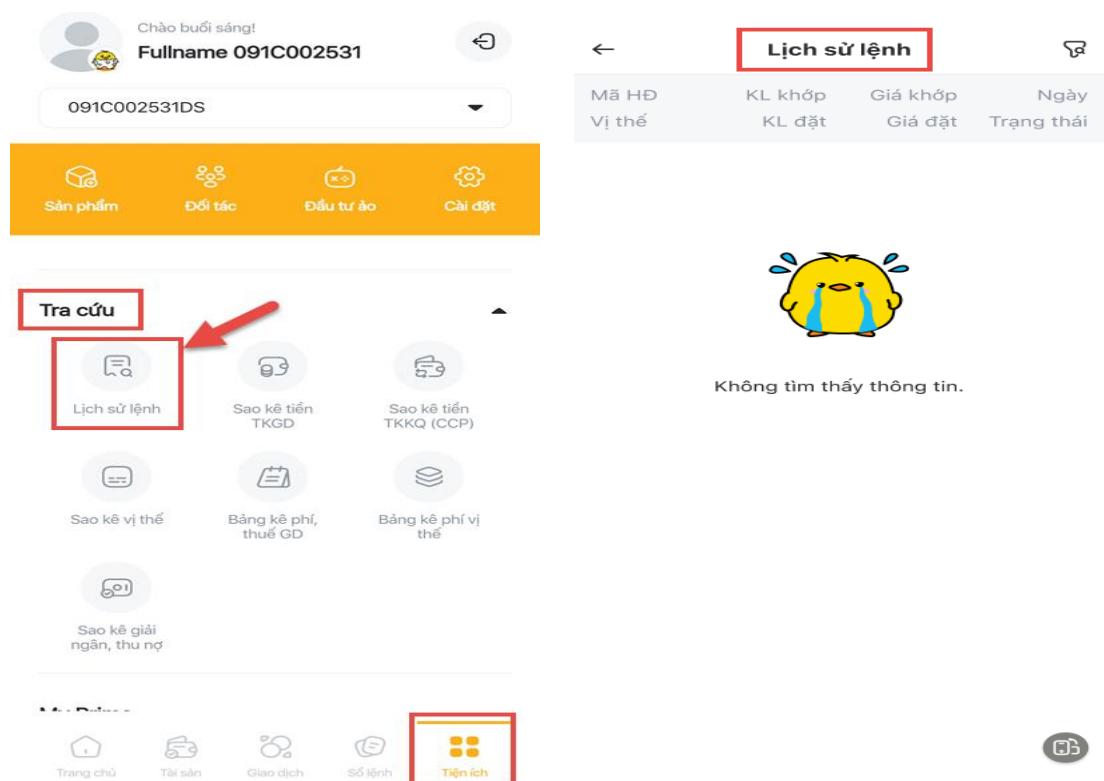 Chào buổi sáng!
Fullname 091C002531
091C002531DS
Sản phẩm
Đối tác
Đầu tư ảo
Cài đặt
Tra cứu
Lịch sử lệnh
Sao kê tiền
TKGD
Sao kê tiền
TKKQ (CCP)
Sao kê vị thế
Bảng kê phí,
thuế GD
Bảng kê phí vị
thế
Sao kê giải
ngân, thu nợ
Trang chủ
Tài sản
Giao dịch
Sổ lệnh
Tiện ích
Lịch sử lệnh
Mã HĐ
KL khớp
Giá khớp
Ngày
Vị thế
KL đặt
Giá đặt
Trạng thái
Không tìm thấy thông tin.